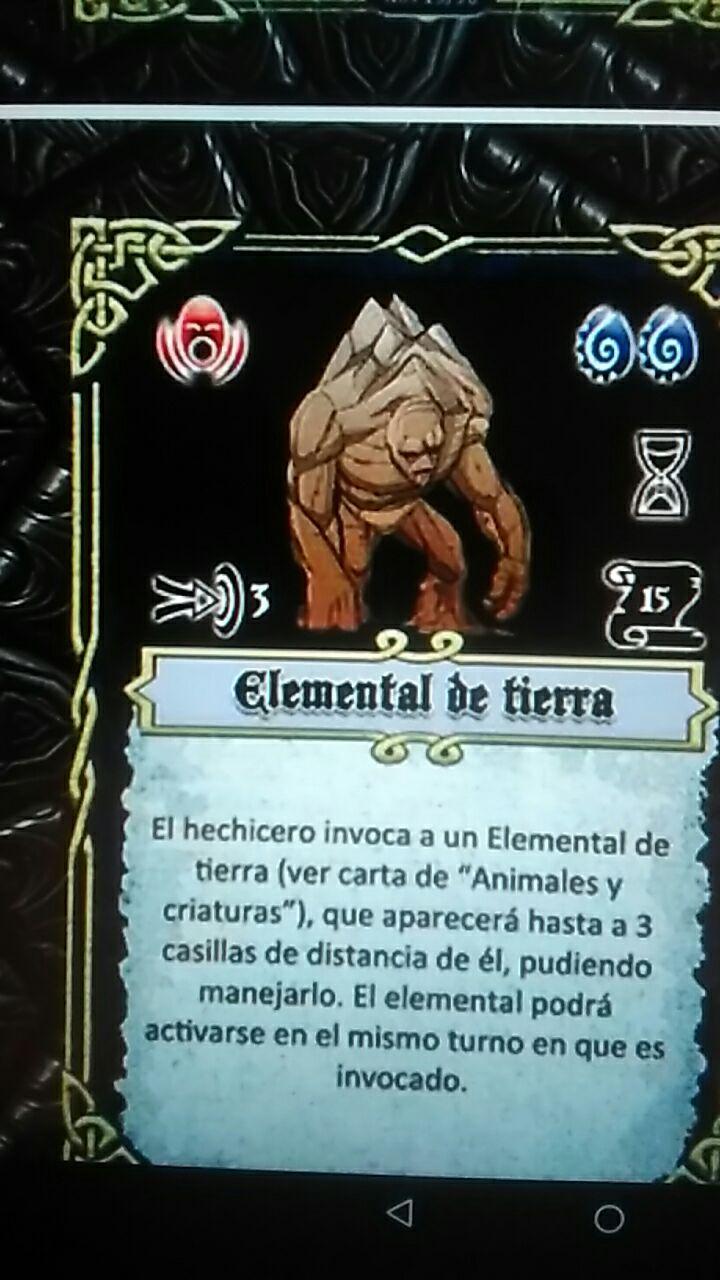 3
15
Elemental de tierra
El hechicero invoca a un Elemental de
tierra (ver carta de "Animales y
criaturas"), que aparecerá hasta a 3
casillas de distancia de él, pudiendo
manejarlo. El elemental podrá
activarse en el mismo turno en que es
invocado.